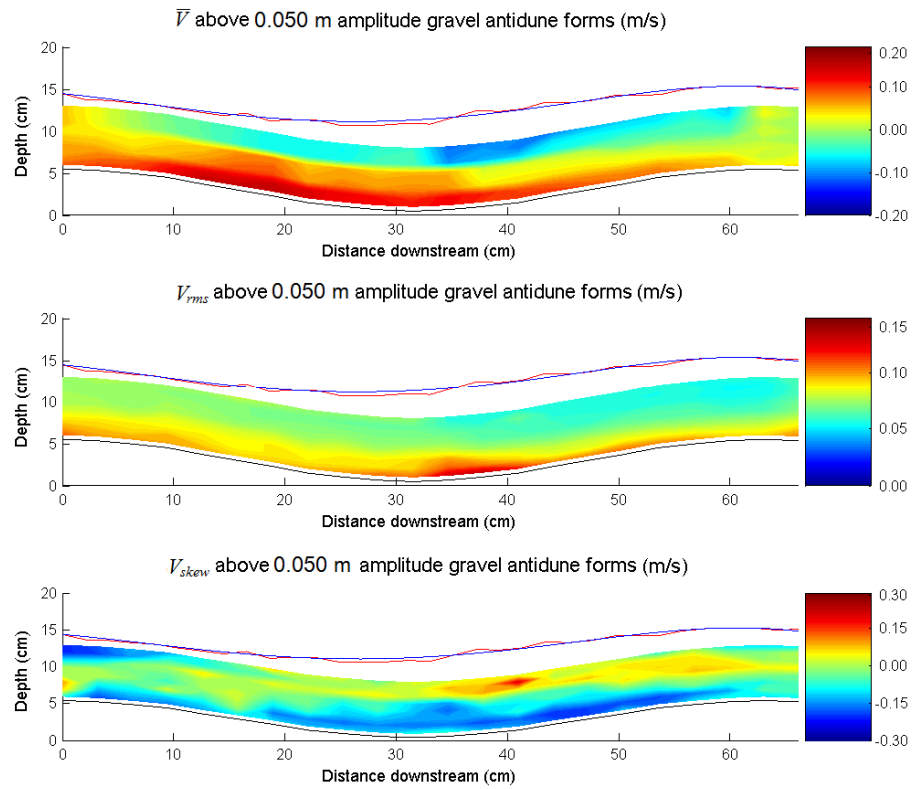 V̅ above 0.050 m amplitude gravel antidune forms (m/s)
20
15
10
5
0
Depth (cm)
0 10 20 30 40 50 60
Distance downstream (cm)
0.20
0.10
0.00
-0.10
-0.20
V_rms above 0.050 m amplitude gravel antidune forms (m/s)
20
15
10
5
0
Depth (cm)
0 10 20 30 40 50 60
Distance downstream (cm)
0.15
0.10
0.05
0.00
V_skew above 0.050 m amplitude gravel antidune forms (m/s)
20
15
10
5
0
Depth (cm)
0 10 20 30 40 50 60
Distance downstream (cm)
0.30
0.15
0.00
-0.15
-0.30